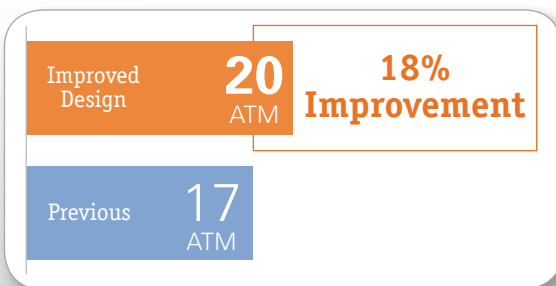 Improved
Design
20
ATM
18%
Improvement
Previous
17
ATM